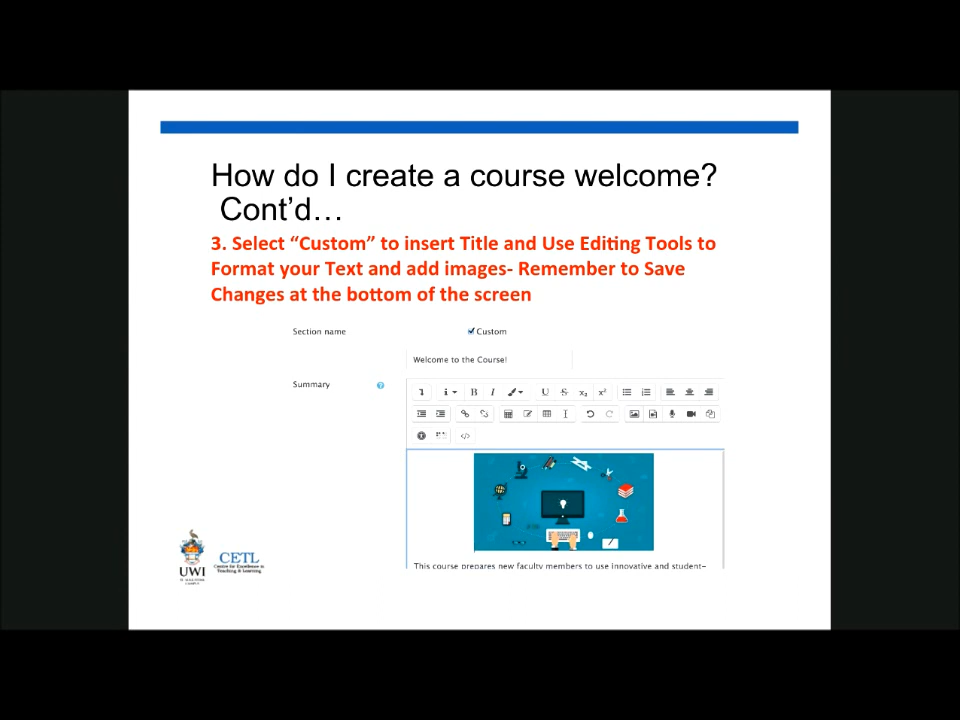 How do I create a course welcome?
Cont’d…
3. Select “Custom” to insert Title and Use Editing Tools to
Format your Text and add images- Remember to Save
Changes at the bottom of the screen
Section name
Custom
Welcome to the Course!
Summary
This course prepares new faculty members to use innovative and student-
UWI
ST. AUGUSTINE
CAMPUS
CETL
Centre for Excellence in
Teaching & Learning